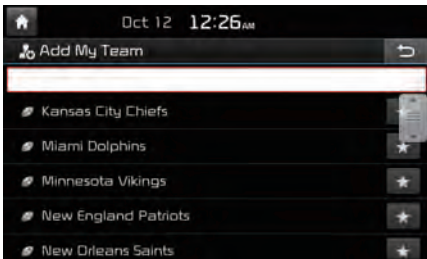 Oct 12 12:26AM
Add My Team
Kansas City Chiefs
Miami Dolphins
Minnesota Vikings
New England Patriots
New Orleans Saints